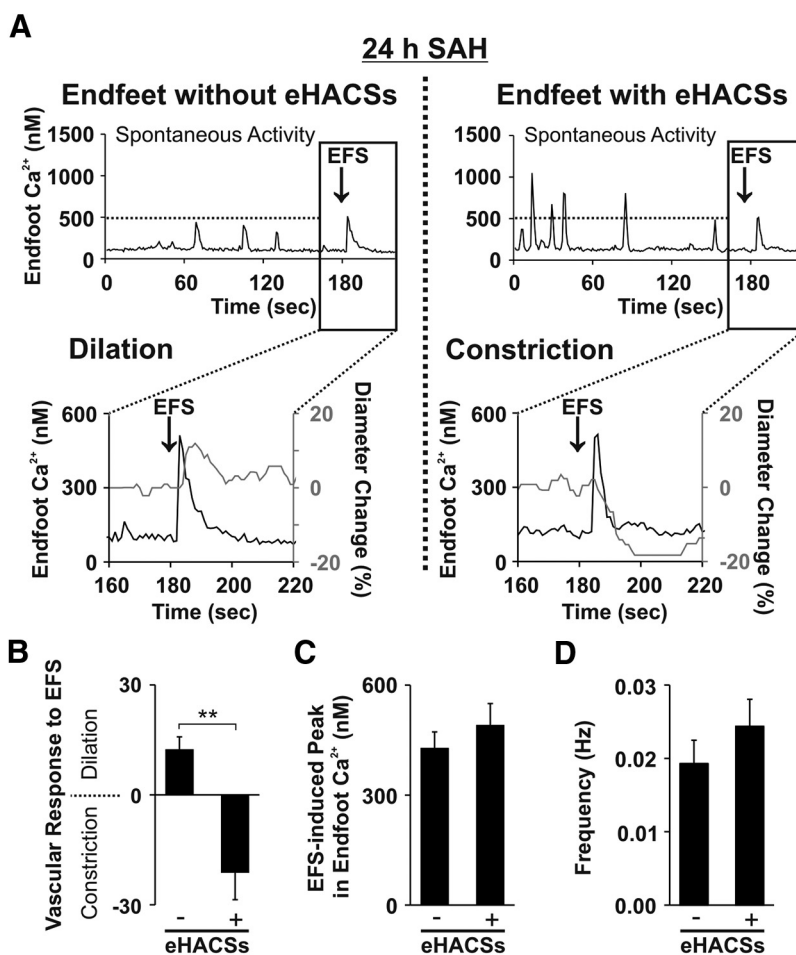 A
24 h SAH
Endfeet without eHACSs
Endfeet with eHACSs
Endfoot Ca²⁺ (nM)
1500
1000
500
0
Spontaneous Activity
EFS
0 60 120 180
Time (sec)
1500
1000
500
0
Spontaneous Activity
EFS
0 60 120 180
Time (sec)
Dilation
Constriction
Endfoot Ca²⁺ (nM)
600
300
0
EFS
20
0
-20
Diameter Change (%)
160 180 200 220
Time (sec)
Endfoot Ca²⁺ (nM)
600
300
0
EFS
20
0
-20
Diameter Change (%)
160 180 200 220
Time (sec)
B
Vascular Response to EFS
Constriction Dilation
30
0
-30
**
- +
eHACSs
C
EFS-induced Peak
in Endfoot Ca²⁺ (nM)
600
300
0
- +
eHACSs
D
Frequency (Hz)
0.03
0.02
0.01
0.00
- +
eHACSs